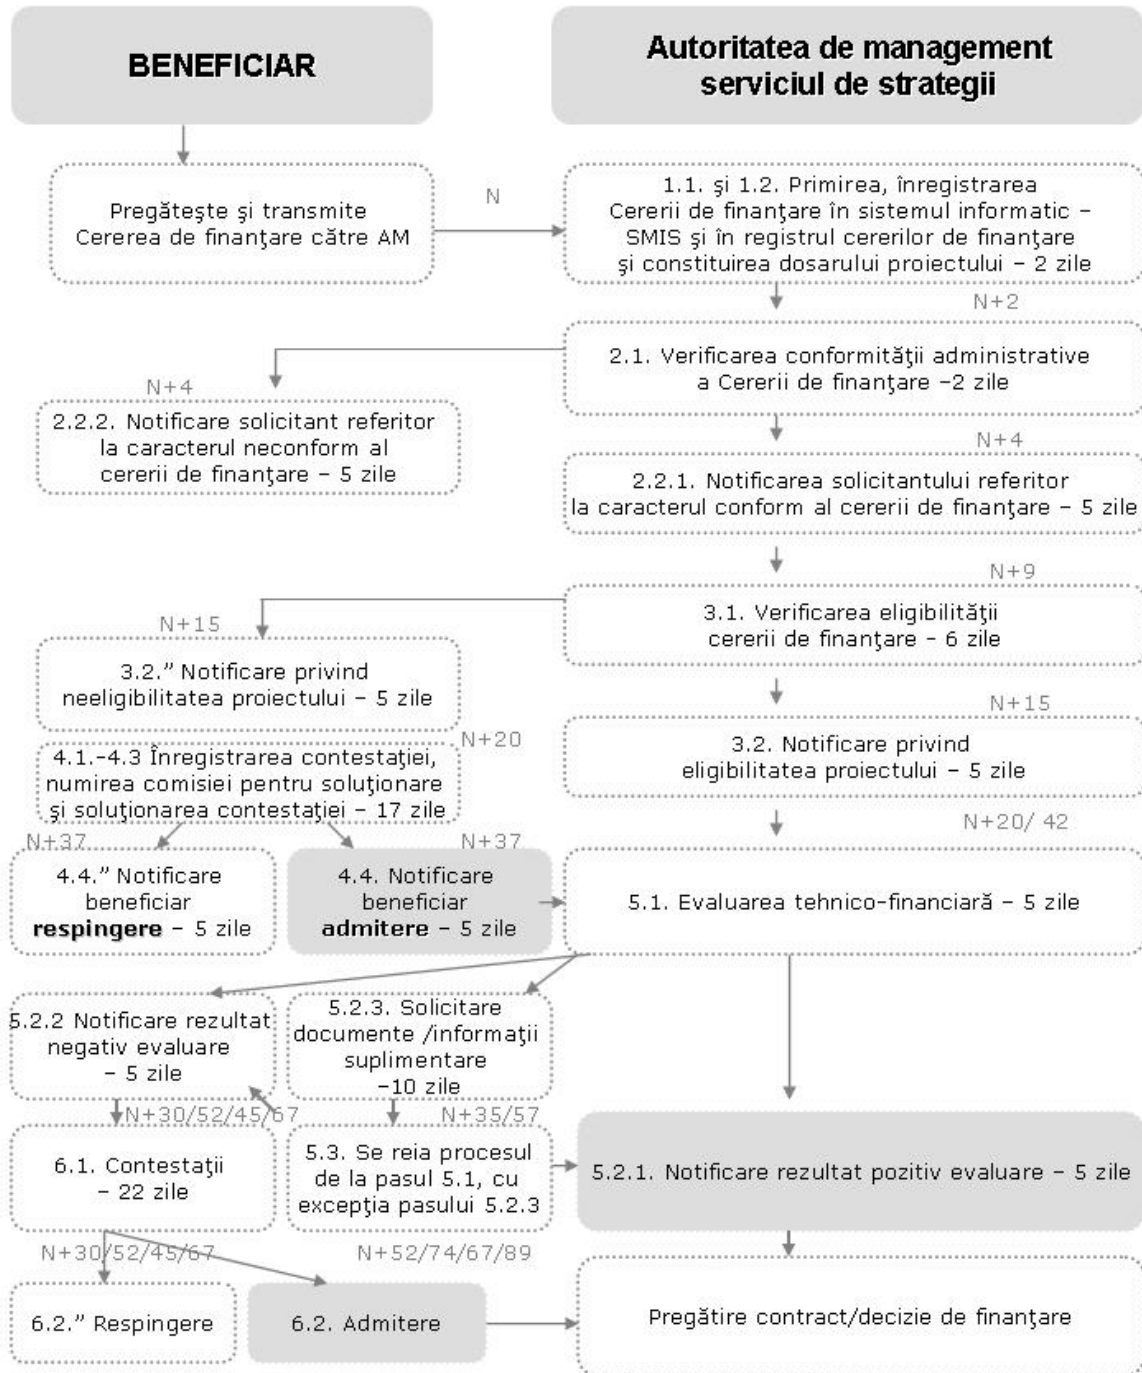 BENEFICIAR
Autoritatea de management
serviciul de strategii
Pregăteşte şi transmite
Cererea de finanţare către AM
N
1.1. şi 1.2. Primirea, înregistrarea
Cererii de finanţare în sistemul informatic –
SMIS şi în registrul cererilor de finanţare
şi constituirea dosarului proiectului – 2 zile
N+2
2.1. Verificarea conformităţii administrative
a Cererii de finanţare –2 zile
N+4
2.2.2. Notificare solicitant referitor
la caracterul neconform al
cererii de finanţare – 5 zile
N+4
2.2.1. Notificarea solicitantului referitor
la caracterul conform al cererii de finanţare – 5 zile
N+9
3.1. Verificarea eligibilităţii
cererii de finanţare – 6 zile
N+15
3.2.” Notificare privind
neeligibilitatea proiectului – 5 zile
N+15
3.2. Notificare privind
eligibilitatea proiectului – 5 zile
N+20
4.1.-4.3 Înregistrarea contestaţiei,
numirea comisiei pentru soluţionare
şi soluţionarea contestaţiei – 17 zile
N+20/ 42
N+37
4.4.” Notificare
beneficiar
respingere – 5 zile
N+37
4.4. Notificare
beneficiar
admitere – 5 zile
5.1. Evaluarea tehnico-financiară – 5 zile
5.2.2 Notificare rezultat
negativ evaluare
– 5 zile
5.2.3. Solicitare
documente /informaţii
suplimentare
–10 zile
N+30/52/45/67
N+35/57
6.1. Contestaţii
– 22 zile
5.3. Se reia procesul
de la pasul 5.1, cu
excepţia pasului 5.2.3
5.2.1. Notificare rezultat pozitiv evaluare – 5 zile
N+30/52/45/67
N+52/74/67/89
6.2.” Respingere
6.2. Admitere
Pregătire contract/decizie de finanţare